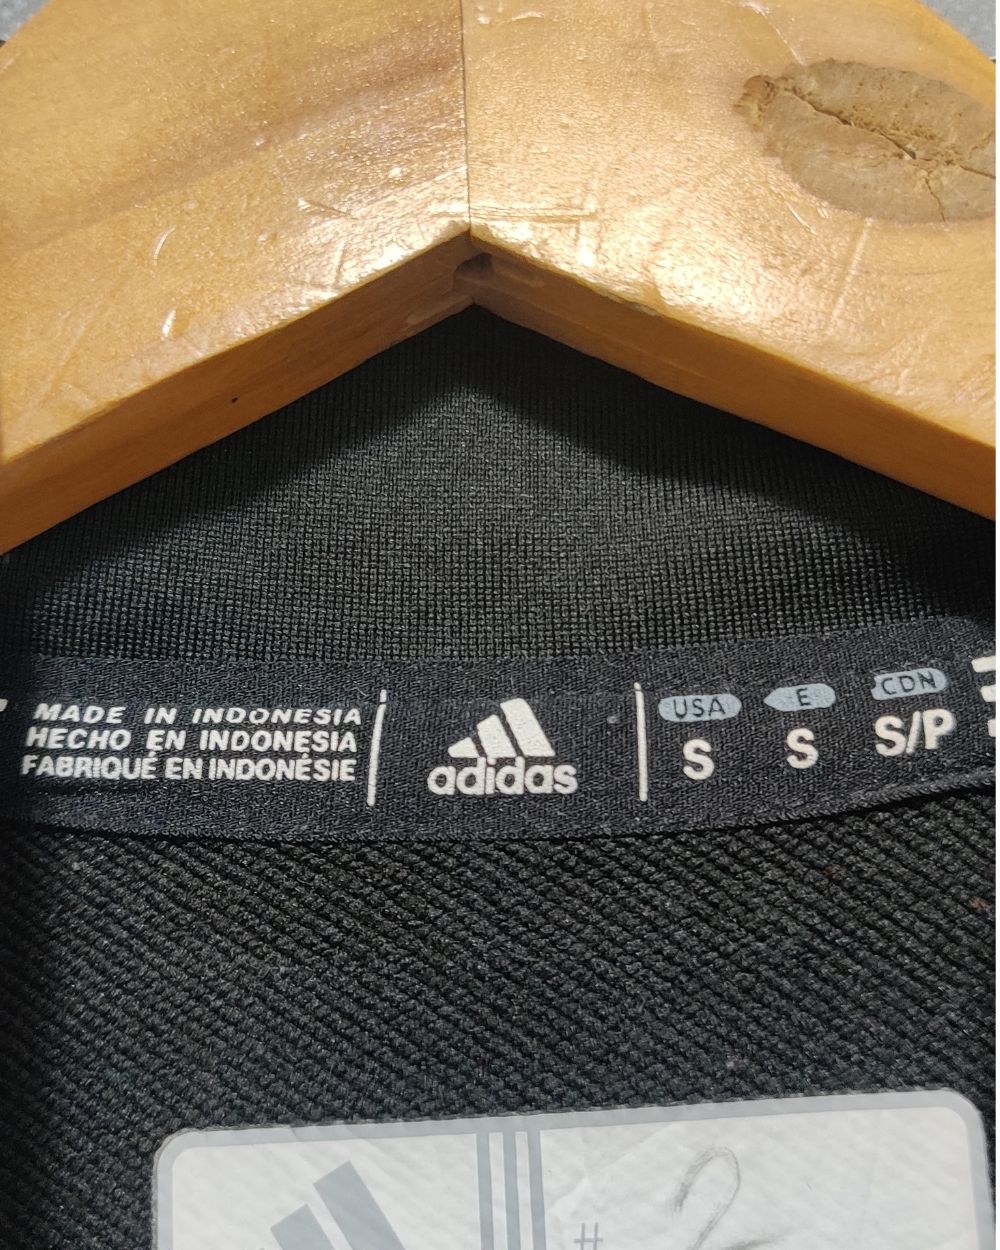 MADE IN INDONESIA
HECHO EN INDONESIA
FABRIQUÉ EN INDONÉSIE
adidas
USA E CDN
S S S/P
#